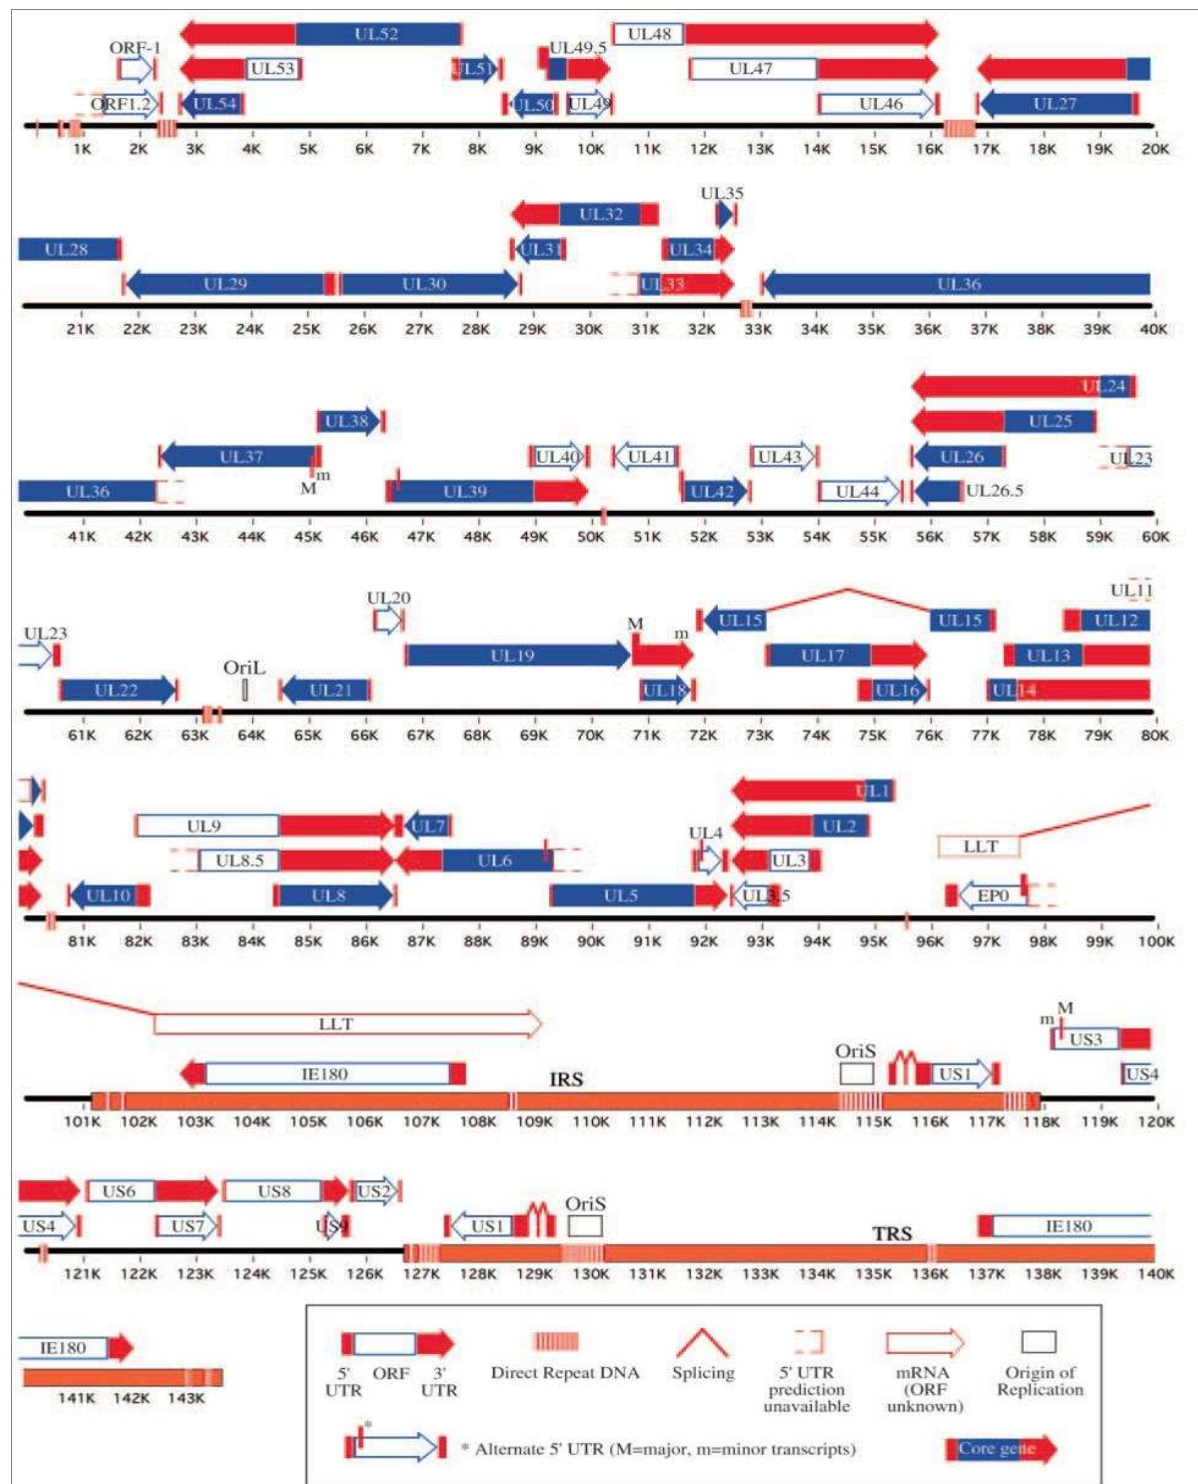 ORF-1 UL52 UL49.5 UL48
UL53 UL51 UL47
ORF1.2 UL54 UL50 UL49 UL46 UL27
1K 2K 3K 4K 5K 6K 7K 8K 9K 10K 11K 12K 13K 14K 15K 16K 17K 18K 19K 20K
UL35
UL32
UL28 UL31 UL34
UL29 UL30 UL33 UL36
21K 22K 23K 24K 25K 26K 27K 28K 29K 30K 31K 32K 33K 34K 35K 36K 37K 38K 39K 40K
UL24
UL38 UL25
UL37 M m UL40 UL41 UL43 UL26 UL23
UL36 UL39 UL42 UL44 UL26.5
41K 42K 43K 44K 45K 46K 47K 48K 49K 50K 51K 52K 53K 54K 55K 56K 57K 58K 59K 60K
UL11
UL20 M m UL15 UL15 UL12
UL23 UL19 UL17 UL13
UL22 OriL UL21 UL18 UL16 UL14
61K 62K 63K 64K 65K 66K 67K 68K 69K 70K 71K 72K 73K 74K 75K 76K 77K 78K 79K 80K
UL1
UL9 UL7 UL4 UL2 LLT
UL8.5 UL6 UL3
UL10 UL8 UL5 UL3.5 EP0
81K 82K 83K 84K 85K 86K 87K 88K 89K 90K 91K 92K 93K 94K 95K 96K 97K 98K 99K 100K
LLT m M US3
IE180 IRS OriS US1 US4
101K 102K 103K 104K 105K 106K 107K 108K 109K 110K 111K 112K 113K 114K 115K 116K 117K 118K 119K 120K
US6 US8 US2
US4 US7 US9 US1 OriS TRS IE180
121K 122K 123K 124K 125K 126K 127K 128K 129K 130K 131K 132K 133K 134K 135K 136K 137K 138K 139K 140K
IE180
141K 142K 143K
5' UTR ORF 3' UTR
Direct Repeat DNA
Splicing
5' UTR
prediction
unavailable
mRNA
(ORF
unknown)
Origin of
Replication
*
* Alternate 5' UTR (M=major, m=minor transcripts)
Core gene